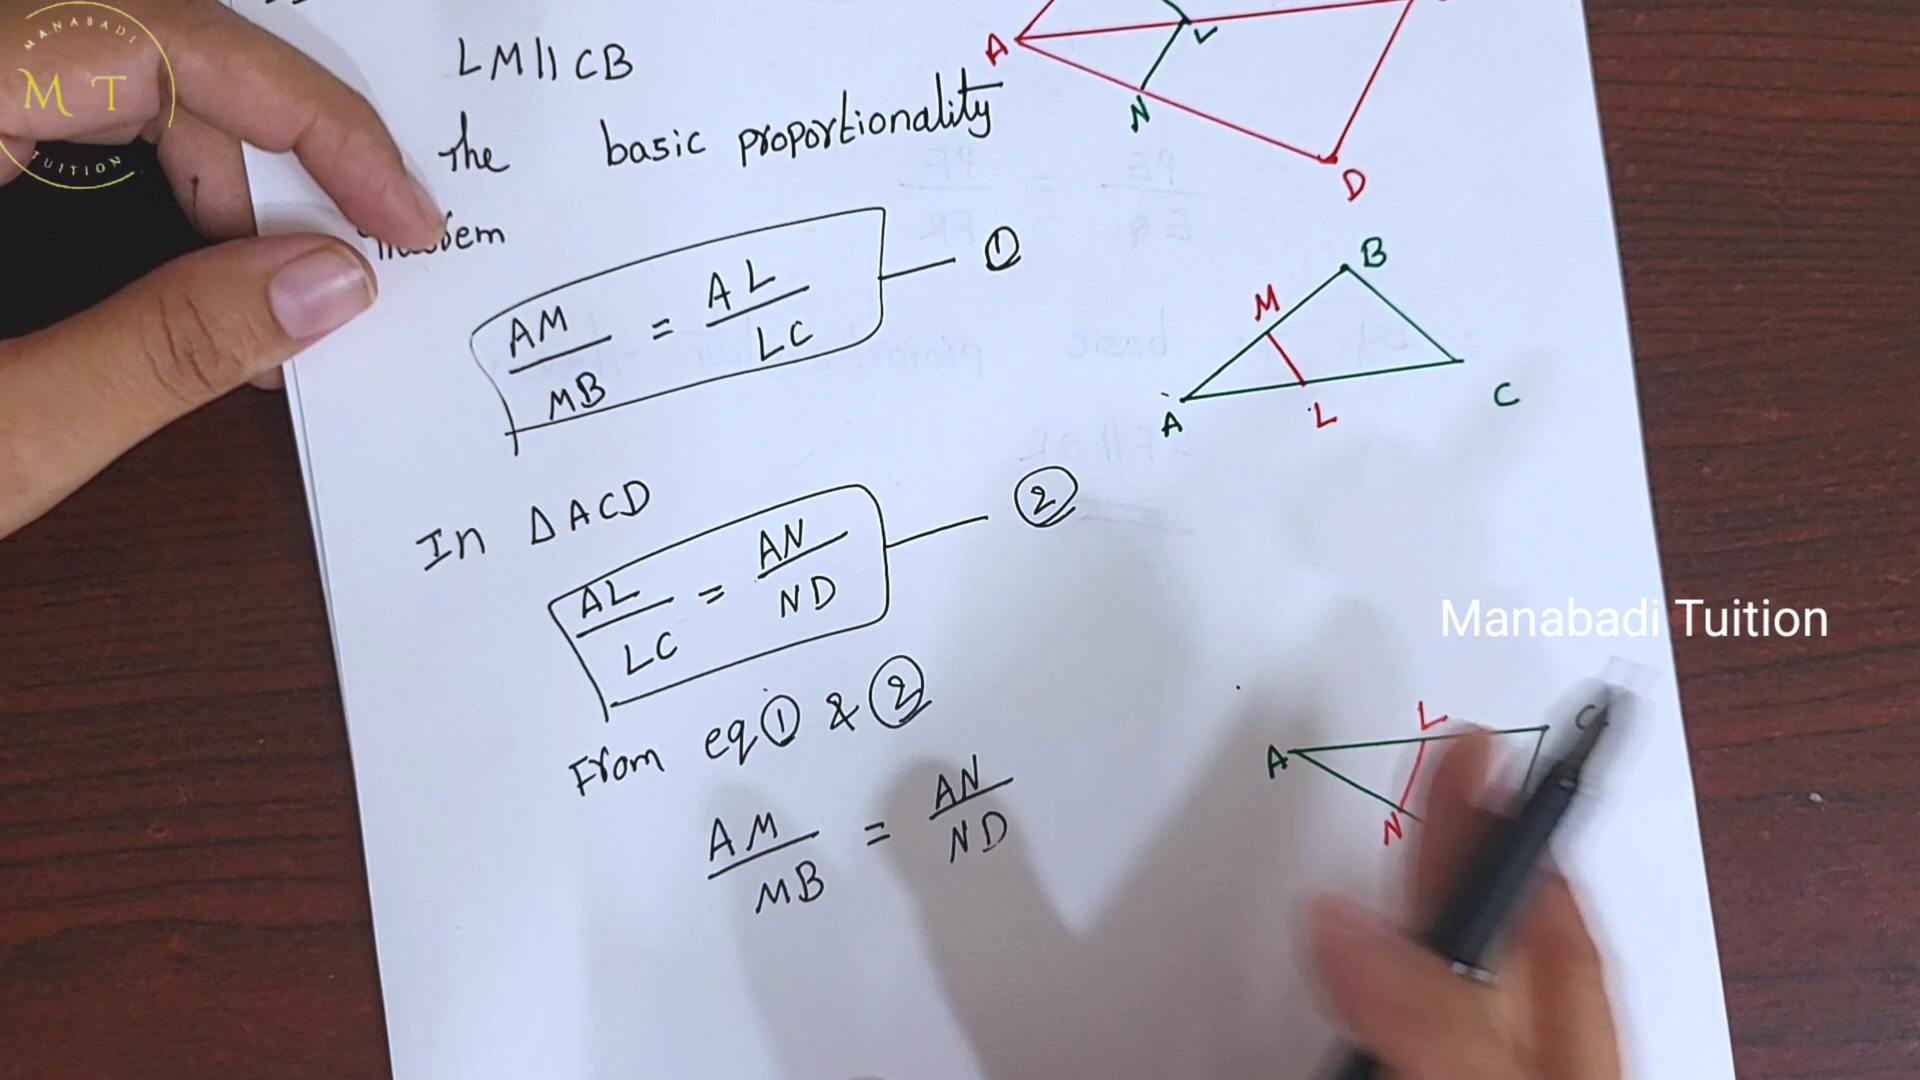 MANABADI
M T
TUITION
LM||CB
The basic proportionality
AM/MB = AL/LC — ①
In ΔACD
AL/LC = AN/ND — ②
From eq ① & ②
AM/MB = AN/ND
A
L
N
D
B
M
A
L
C
Manabadi Tuition
L
C
A
N